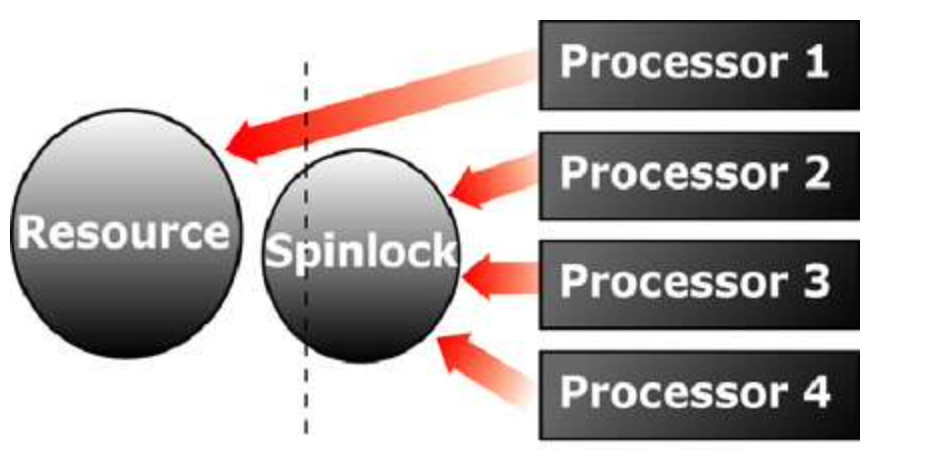 Resource
Spinlock
Processor 1
Processor 2
Processor 3
Processor 4